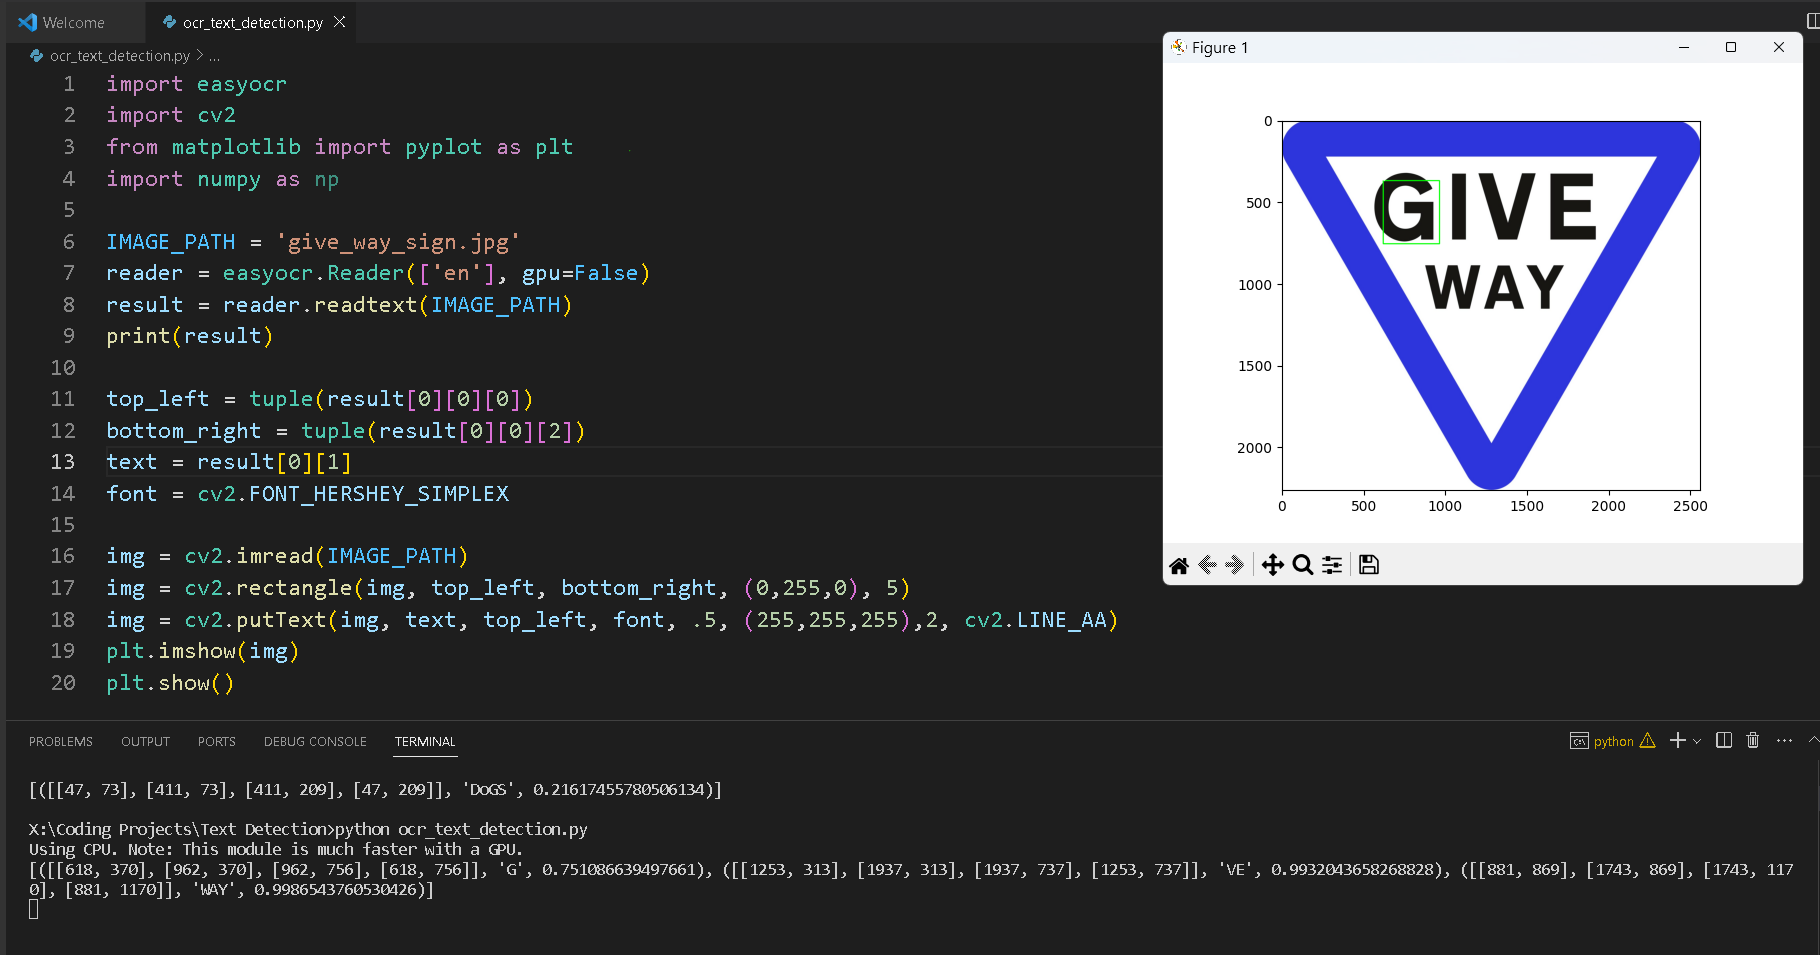 Welcome
ocr_text_detection.py
ocr_text_detection.py > ...
1 import easyocr
2 import cv2
3 from matplotlib import pyplot as plt
4 import numpy as np
5
6 IMAGE_PATH = 'give_way_sign.jpg'
7 reader = easyocr.Reader(['en'], gpu=False)
8 result = reader.readtext(IMAGE_PATH)
9 print(result)
10
11 top_left = tuple(result[0][0][0])
12 bottom_right = tuple(result[0][0][2])
13 text = result[0][1]
14 font = cv2.FONT_HERSHEY_SIMPLEX
15
16 img = cv2.imread(IMAGE_PATH)
17 img = cv2.rectangle(img, top_left, bottom_right, (0,255,0), 5)
18 img = cv2.putText(img, text, top_left, font, .5, (255,255,255),2, cv2.LINE_AA)
19 plt.imshow(img)
20 plt.show()
Figure 1
0
500
1000
1500
2000
GIVE
WAY
0 500 1000 1500 2000 2500
PROBLEMS OUTPUT PORTS DEBUG CONSOLE TERMINAL
python
[([[47, 73], [411, 73], [411, 209], [47, 209]], 'DoGS', 0.21617455780506134)]
X:\Coding Projects\Text Detection>python ocr_text_detection.py
Using CPU. Note: This module is much faster with a GPU.
[([[618, 370], [962, 370], [962, 756], [618, 756]], 'G', 0.751086639497661), ([[1253, 313], [1937, 313], [1937, 737], [1253, 737]], 'VE', 0.9932043658268828), ([[881, 869], [1743, 869], [1743, 117
0], [881, 1170]], 'WAY', 0.9986543760530426)]